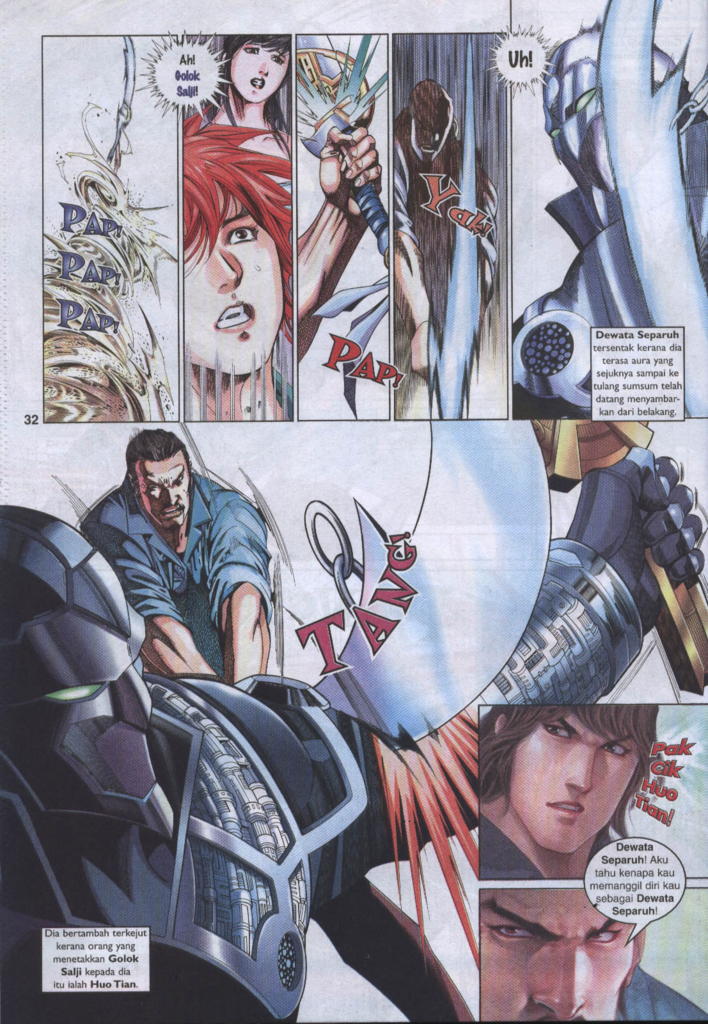 Ah!
Golok
Salji!
Uh!
PAP!
PAP!
PAP!
PAP!
Yak!
Dewata Separuh
tersentak kerana dia
terasa aura yang
sejuknya sampai ke
tulang sumsum telah
datang menyambar-
kan dari belakang.
32
TANG!
Pak
Cik
Huo
Tian!
Dewata
Separuh! Aku
tahu kenapa kau
memanggil diri kau
sebagai Dewata
Separuh!
Dia bertambah terkejut
kerana orang yang
menetakkan Golok
Salji kepada dia
itu ialah Huo Tian.